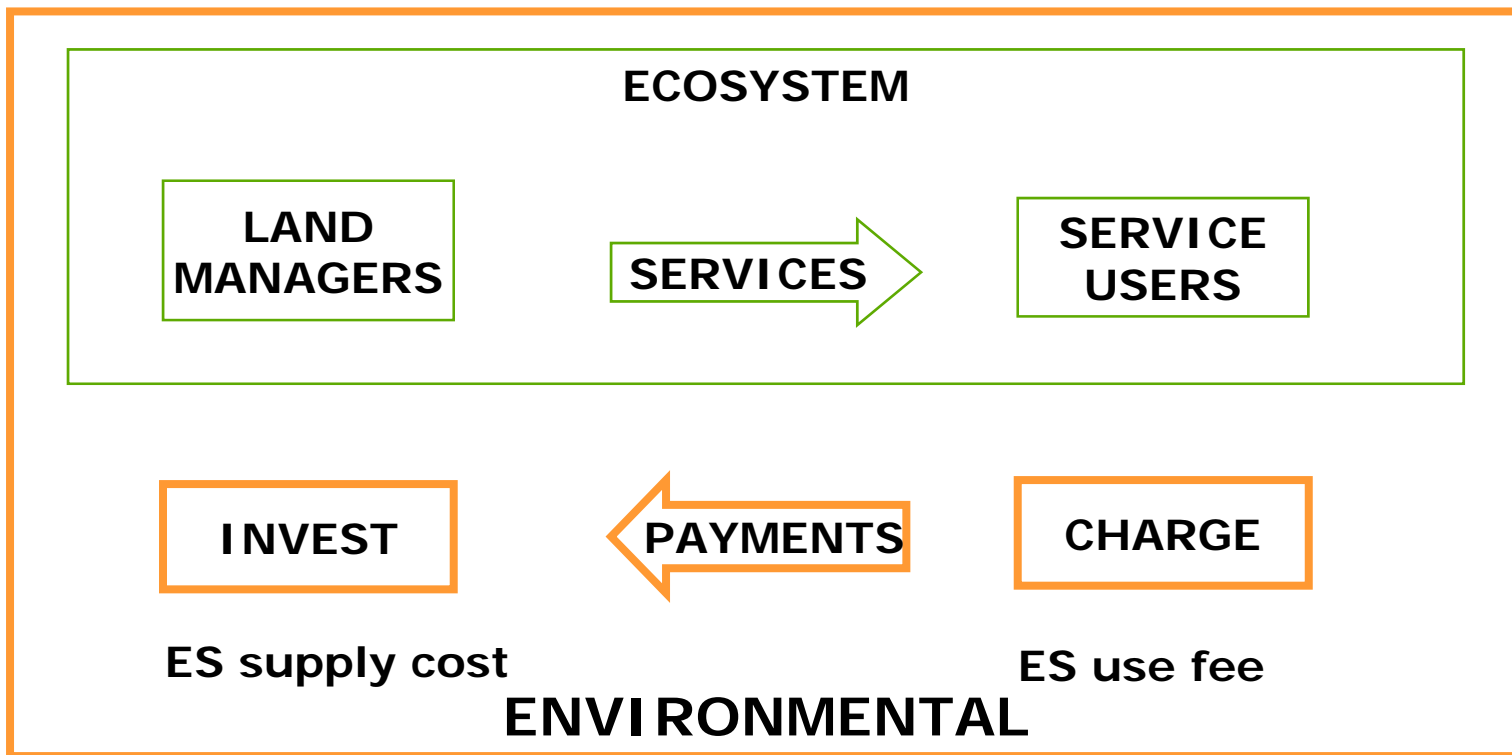 ECOSYSTEM
LAND
MANAGERS
SERVICES
SERVICE
USERS
INVEST
PAYMENTS
CHARGE
ES supply cost
ES use fee
ENVIRONMENTAL